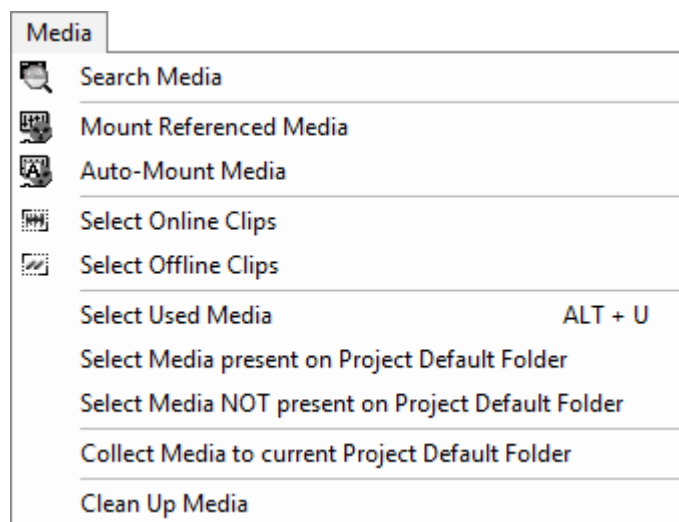 Media
Search Media
Mount Referenced Media
Auto-Mount Media
Select Online Clips
Select Offline Clips
Select Used Media ALT + U
Select Media present on Project Default Folder
Select Media NOT present on Project Default Folder
Collect Media to current Project Default Folder
Clean Up Media